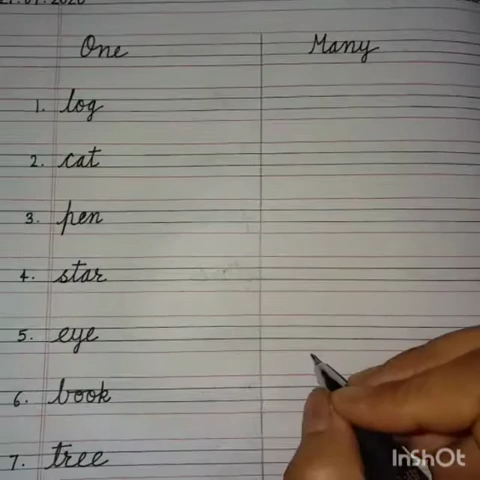 One Many
1. log
2. cat
3. pen
4. star
5. eye
6. book
7. tree
InShOt